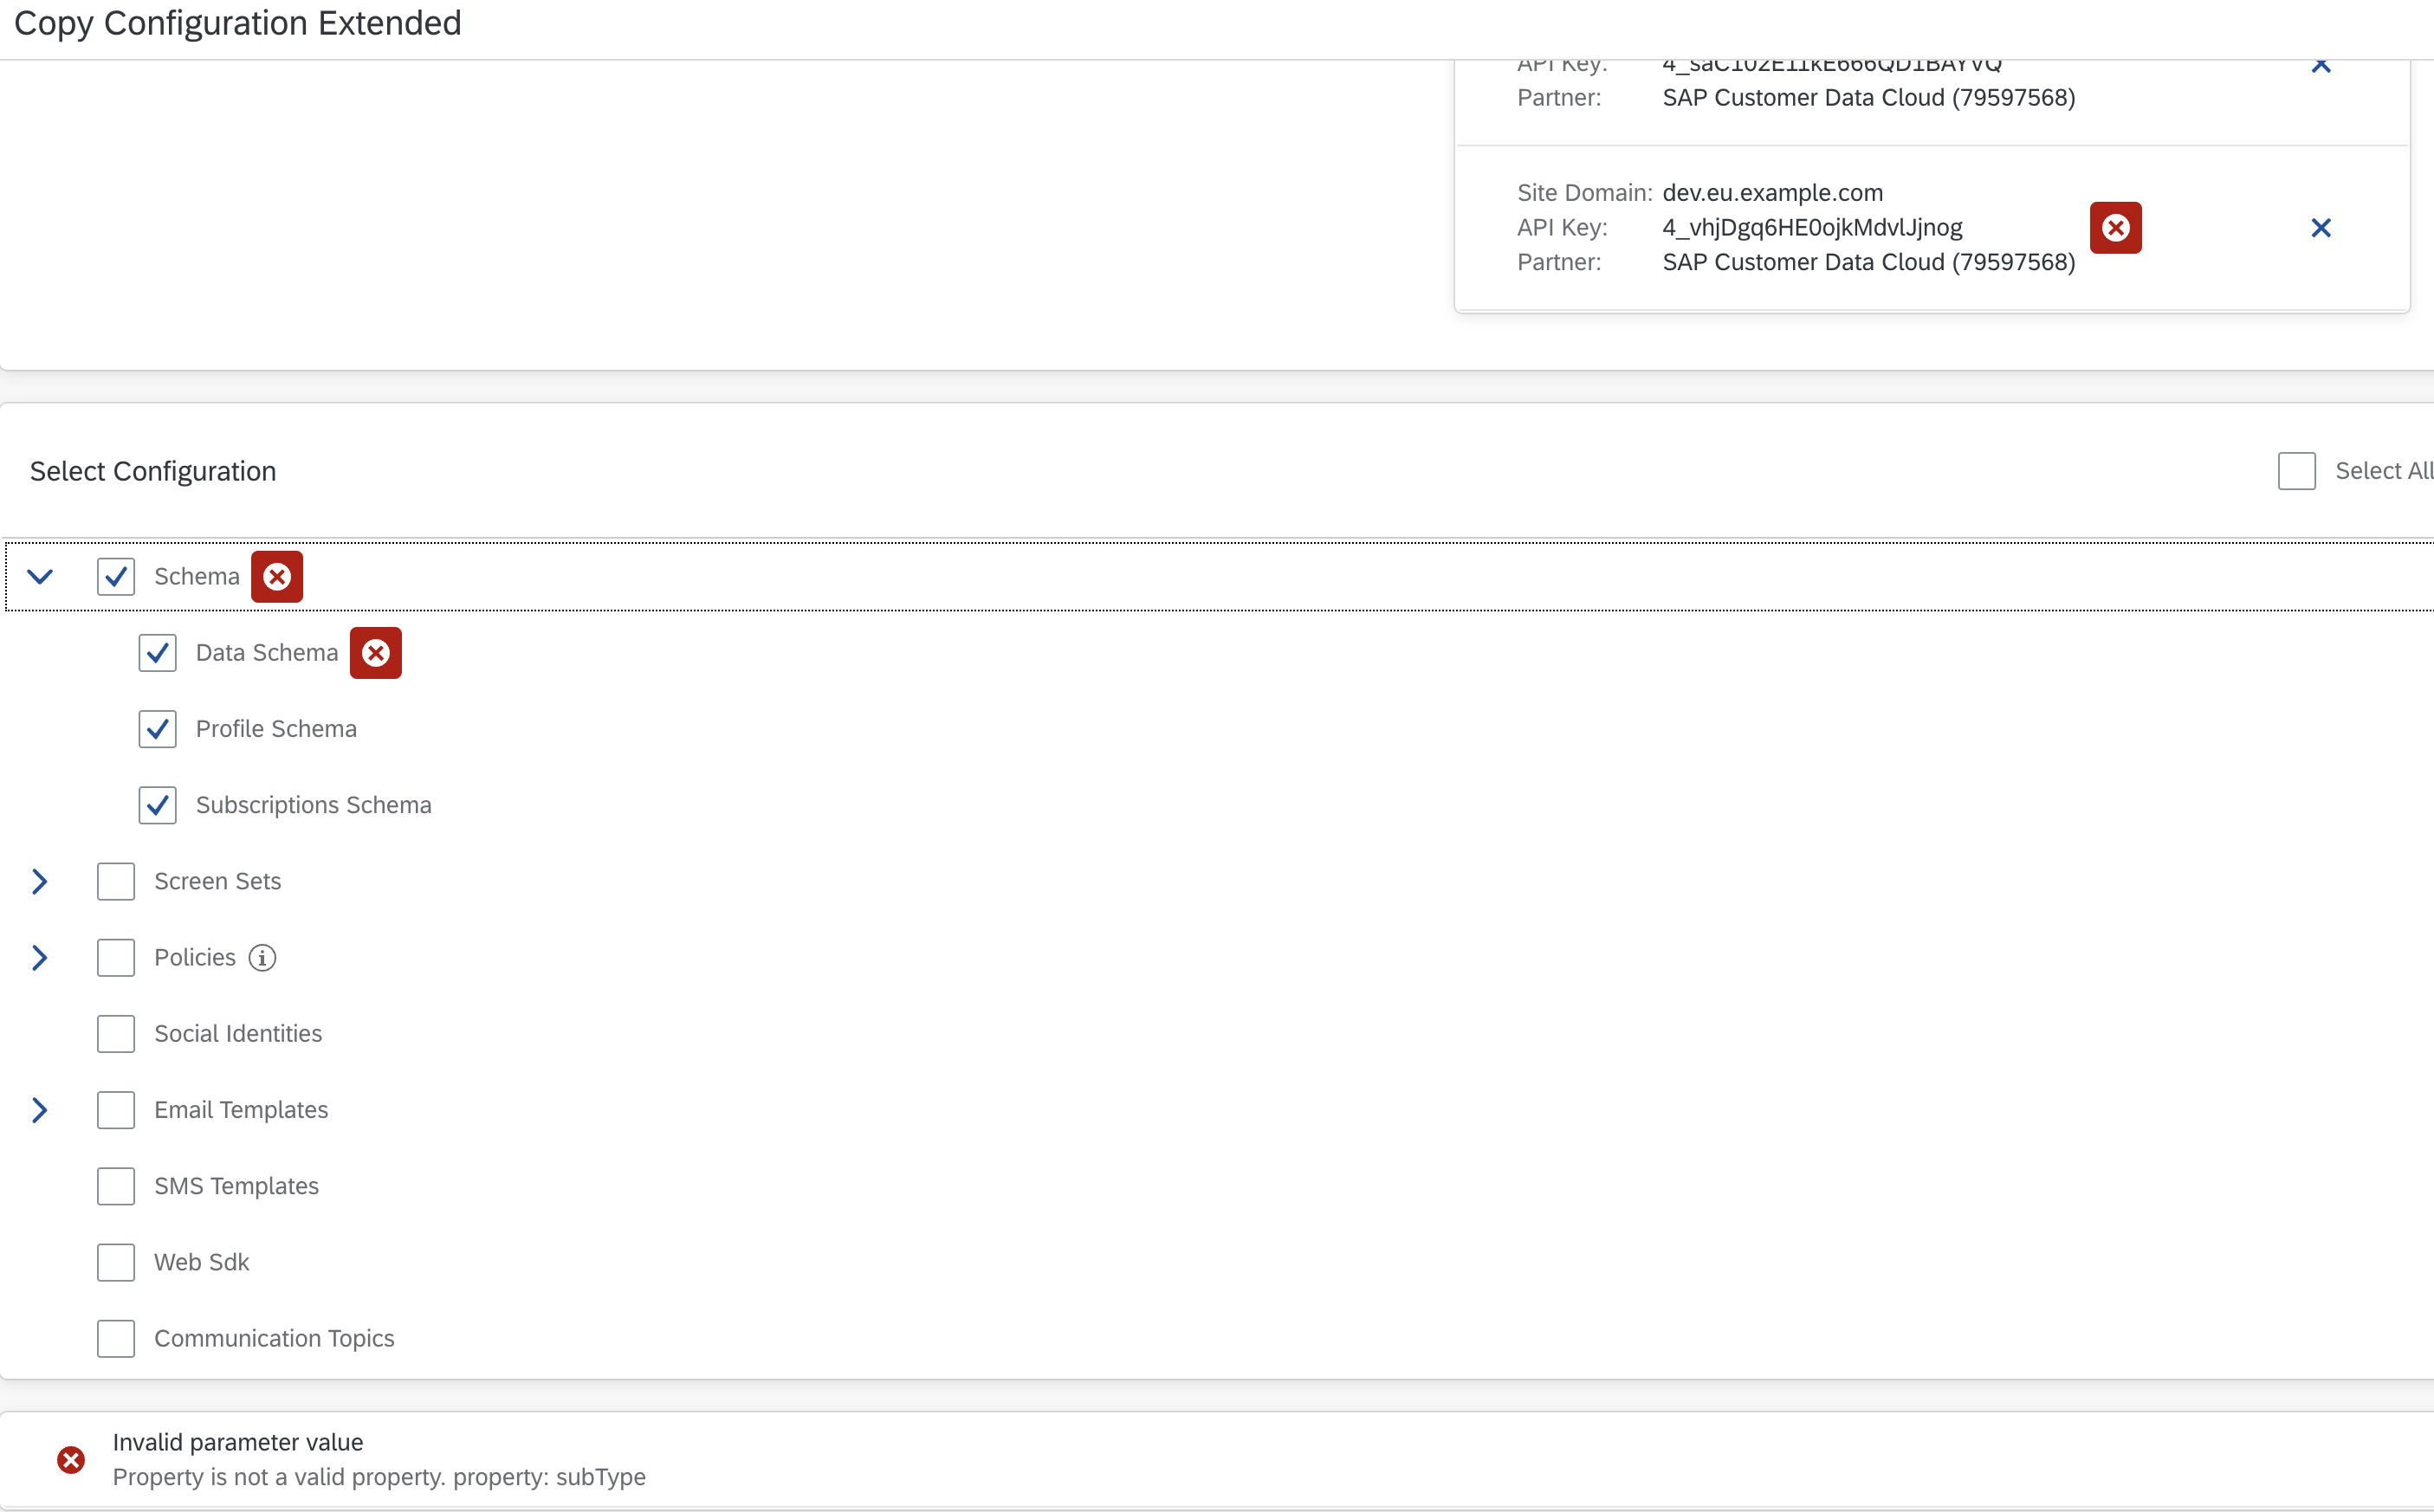 Copy Configuration Extended
API Key:
Partner: SAP Customer Data Cloud (79597568)
Site Domain: dev.eu.example.com
API Key: 4_vhjDgq6HE0ojkMdvlJjnog
Partner: SAP Customer Data Cloud (79597568)
Select Configuration
Select All
Schema
Data Schema
Profile Schema
Subscriptions Schema
Screen Sets
Policies
Social Identities
Email Templates
SMS Templates
Web Sdk
Communication Topics
Invalid parameter value
Property is not a valid property. property: subType